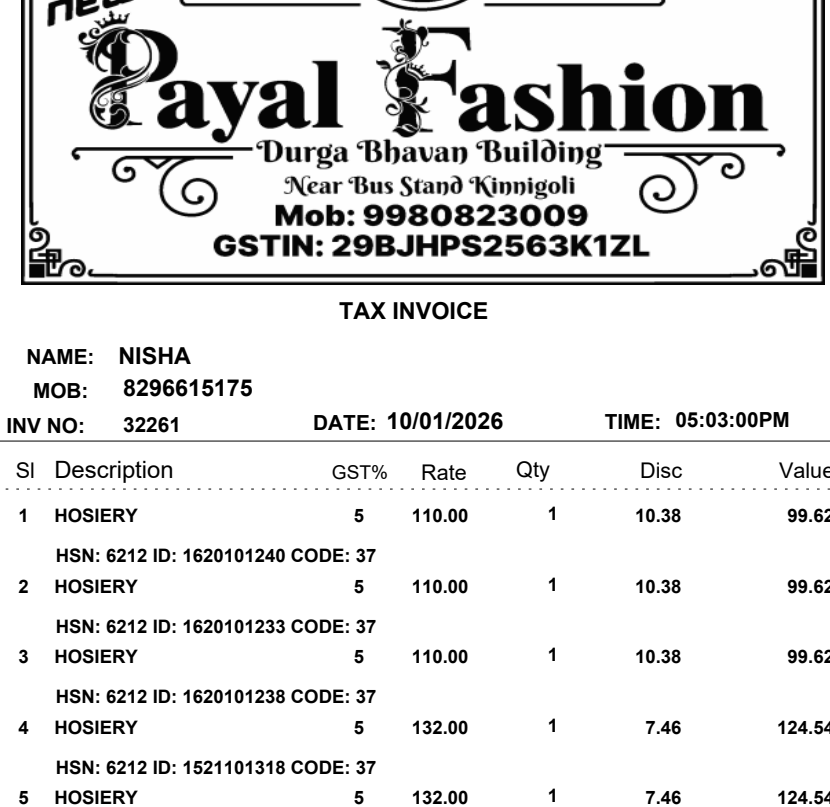 new
Payal Fashion
Durga Bhavan Building
Near Bus Stand Kinnigoli
Mob: 9980823009
GSTIN: 29BJHPS2563K1ZL
TAX INVOICE
NAME: NISHA
MOB: 8296615175
INV NO: 32261 DATE: 10/01/2026 TIME: 05:03:00PM
Sl Description GST% Rate Qty Disc Value
1 HOSIERY 5 110.00 1 10.38 99.62
HSN: 6212 ID: 1620101240 CODE: 37
2 HOSIERY 5 110.00 1 10.38 99.62
HSN: 6212 ID: 1620101233 CODE: 37
3 HOSIERY 5 110.00 1 10.38 99.62
HSN: 6212 ID: 1620101238 CODE: 37
4 HOSIERY 5 132.00 1 7.46 124.54
HSN: 6212 ID: 1521101318 CODE: 37
5 HOSIERY 5 132.00 1 7.46 124.54